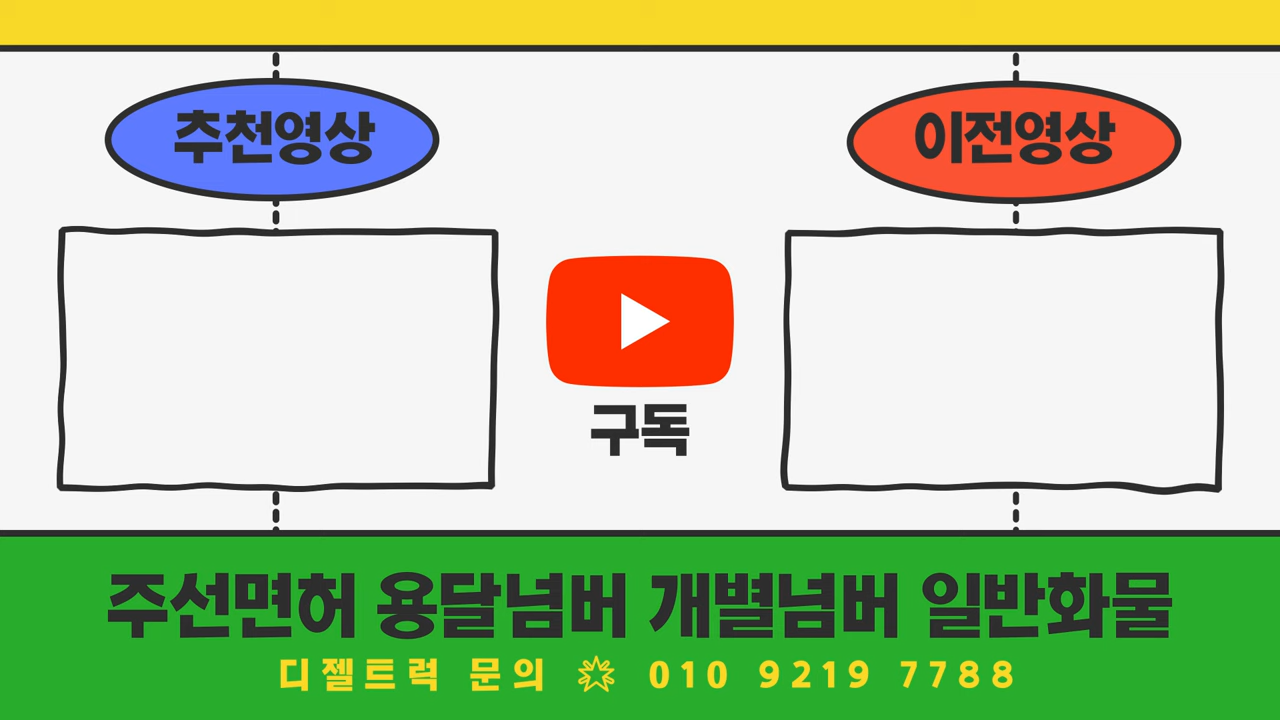 추천영상
이전영상
구독
주선면허 용달넘버 개별넘버 일반화물
디젤트럭 문의 010 9219 7788